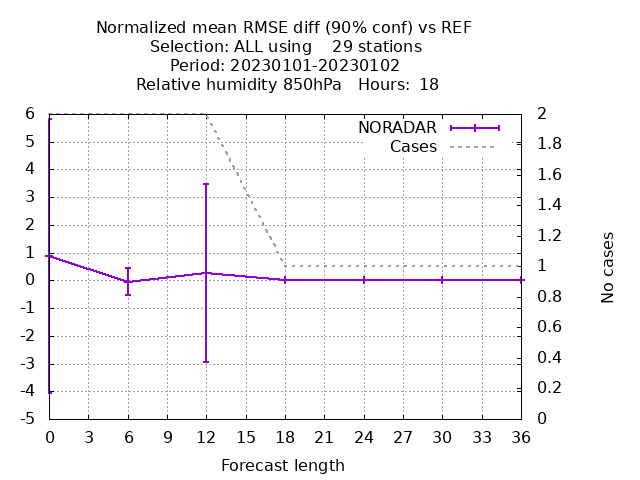 Normalized mean RMSE diff (90% conf) vs REF
Selection: ALL using    29 stations
Period: 20230101-20230102
Relative humidity 850hPa   Hours:  18
NORADAR
Cases
6
5
4
3
2
1
0
-1
-2
-3
-4
-5
2
1.8
1.6
1.4
1.2
1
0.8
0.6
0.4
0.2
0
No cases
0 3 6 9 12 15 18 21 24 27 30 33 36
Forecast length